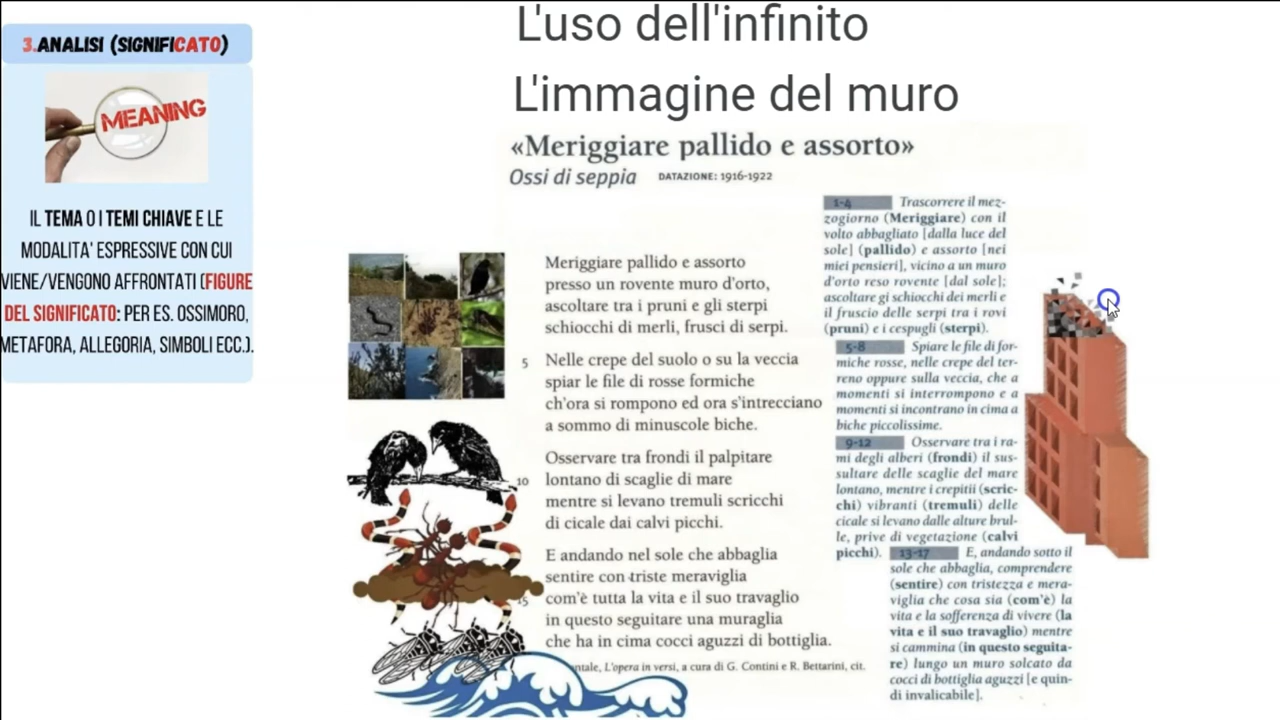 L'uso dell'infinito
L'immagine del muro
3.ANALISI (SIGNIFICATO)
MEANING
IL TEMA O I TEMI CHIAVE E LE
MODALITA' ESPRESSIVE CON CUI
VIENE/VENGONO AFFRONTATI (FIGURE
DEL SIGNIFICATO: PER ES. OSSIMORO,
METAFORA, ALLEGORIA, SIMBOLI ECC.).
«Meriggiare pallido e assorto»
Ossi di seppia DATAZIONE: 1916-1922
Meriggiare pallido e assorto
presso un rovente muro d'orto,
ascoltare tra i pruni e gli sterpi
schiocchi di merli, frusci di serpi.
5 Nelle crepe del suolo o su la veccia
spiar le file di rosse formiche
ch'ora si rompono ed ora s'intrecciano
a sommo di minuscole biche.
Osservare tra frondi il palpitare
10 lontano di scaglie di mare
mentre si levano tremuli scricchi
di cicale dai calvi picchi.
E andando nel sole che abbaglia
sentire con triste meraviglia
15 com'è tutta la vita e il suo travaglio
in questo seguitare una muraglia
che ha in cima cocci aguzzi di bottiglia.
ntale, L'opera in versi, a cura di G. Contini e R. Bettarini, cit.
1-4 Trascorrere il mez-
zogiorno (Meriggiare) con il
volto abbagliato [dalla luce del
sole] (pallido) e assorto [nei
miei pensieri], vicino a un muro
d'orto reso rovente [dal sole];
ascoltare gi schiocchi dei merli e
il fruscio delle serpi tra i rovi
(pruni) e i cespugli (sterpi).
5-8 Spiare le file di for-
miche rosse, nelle crepe del ter-
reno oppure sulla veccia, che a
momenti si interrompono e a
momenti si incontrano in cima a
biche piccolissime.
9-12 Osservare tra i ra-
mi degli alberi (frondi) il sus-
sultare delle scaglie del mare
lontano, mentre i crepitii (scric-
chi) vibranti (tremuli) delle
cicale si levano dalle alture brul-
le, prive di vegetazione (calvi
picchi). 13-17 E, andando sotto il
sole che abbaglia, comprendere
(sentire) con tristezza e mera-
viglia che cosa sia (com'è) la
vita e la sofferenza di vivere (la
vita e il suo travaglio) mentre
si cammina (in questo seguita-
re) lungo un muro solcato da
cocci di bottiglia aguzzi [e quin-
di invalicabile].